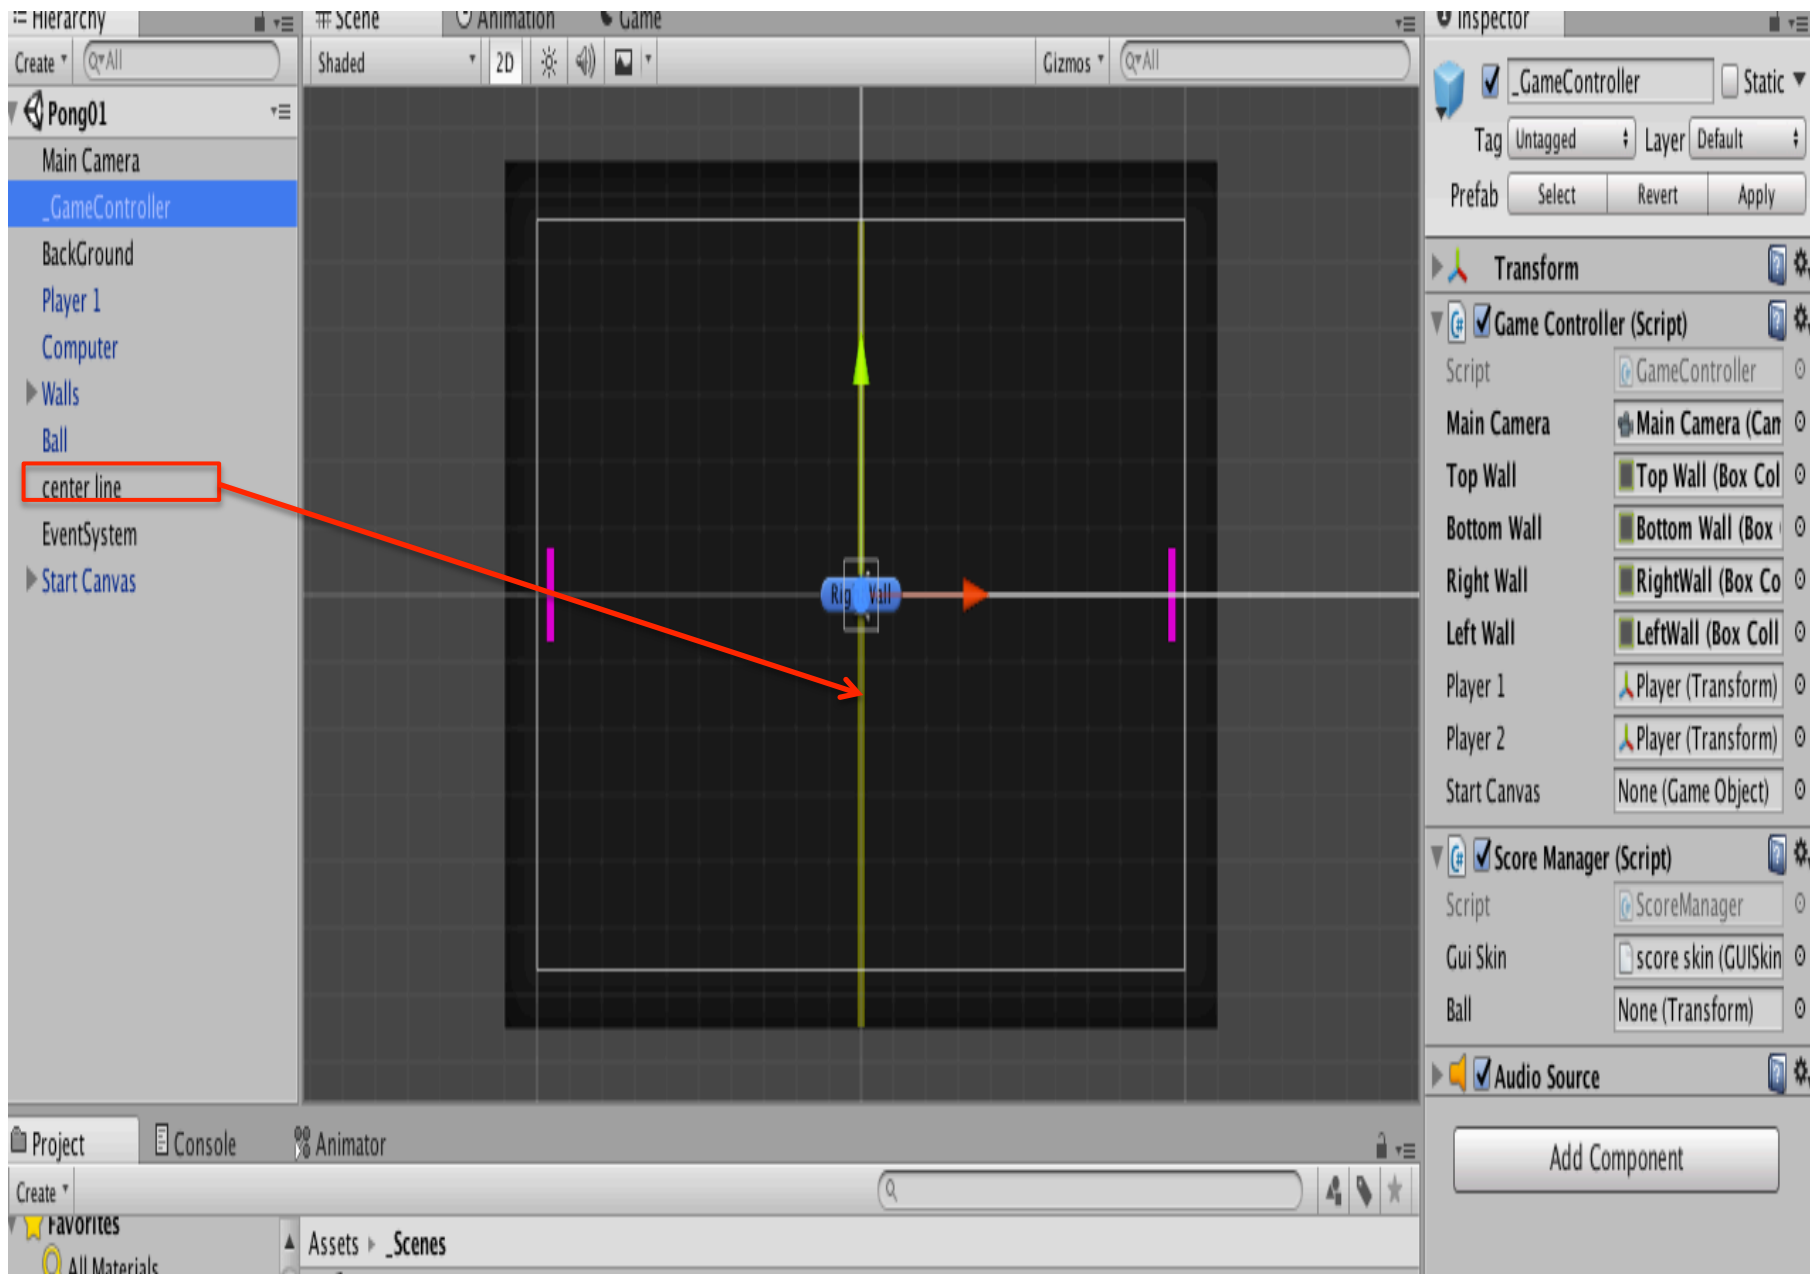 Hierarchy
Create
All
Pong01
Main Camera
_GameController
BackGround
Player 1
Computer
Walls
Ball
center line
EventSystem
Start Canvas
Scene
Animation
Game
Shaded
2D
Gizmos
All
Inspector
_GameController
Static
Tag
Untagged
Layer
Default
Prefab
Select
Revert
Apply
Transform
Game Controller (Script)
Script
GameController
Main Camera
Main Camera (Cam
Top Wall
Top Wall (Box Col
Bottom Wall
Bottom Wall (Box
Right Wall
RightWall (Box Co
Left Wall
LeftWall (Box Coll
Player 1
Player (Transform)
Player 2
Player (Transform)
Start Canvas
None (Game Object)
Score Manager (Script)
Script
ScoreManager
Gui Skin
score skin (GUISkin
Ball
None (Transform)
Audio Source
Add Component
Project
Console
Animator
Create
Favorites
All Materials
Assets
_Scenes